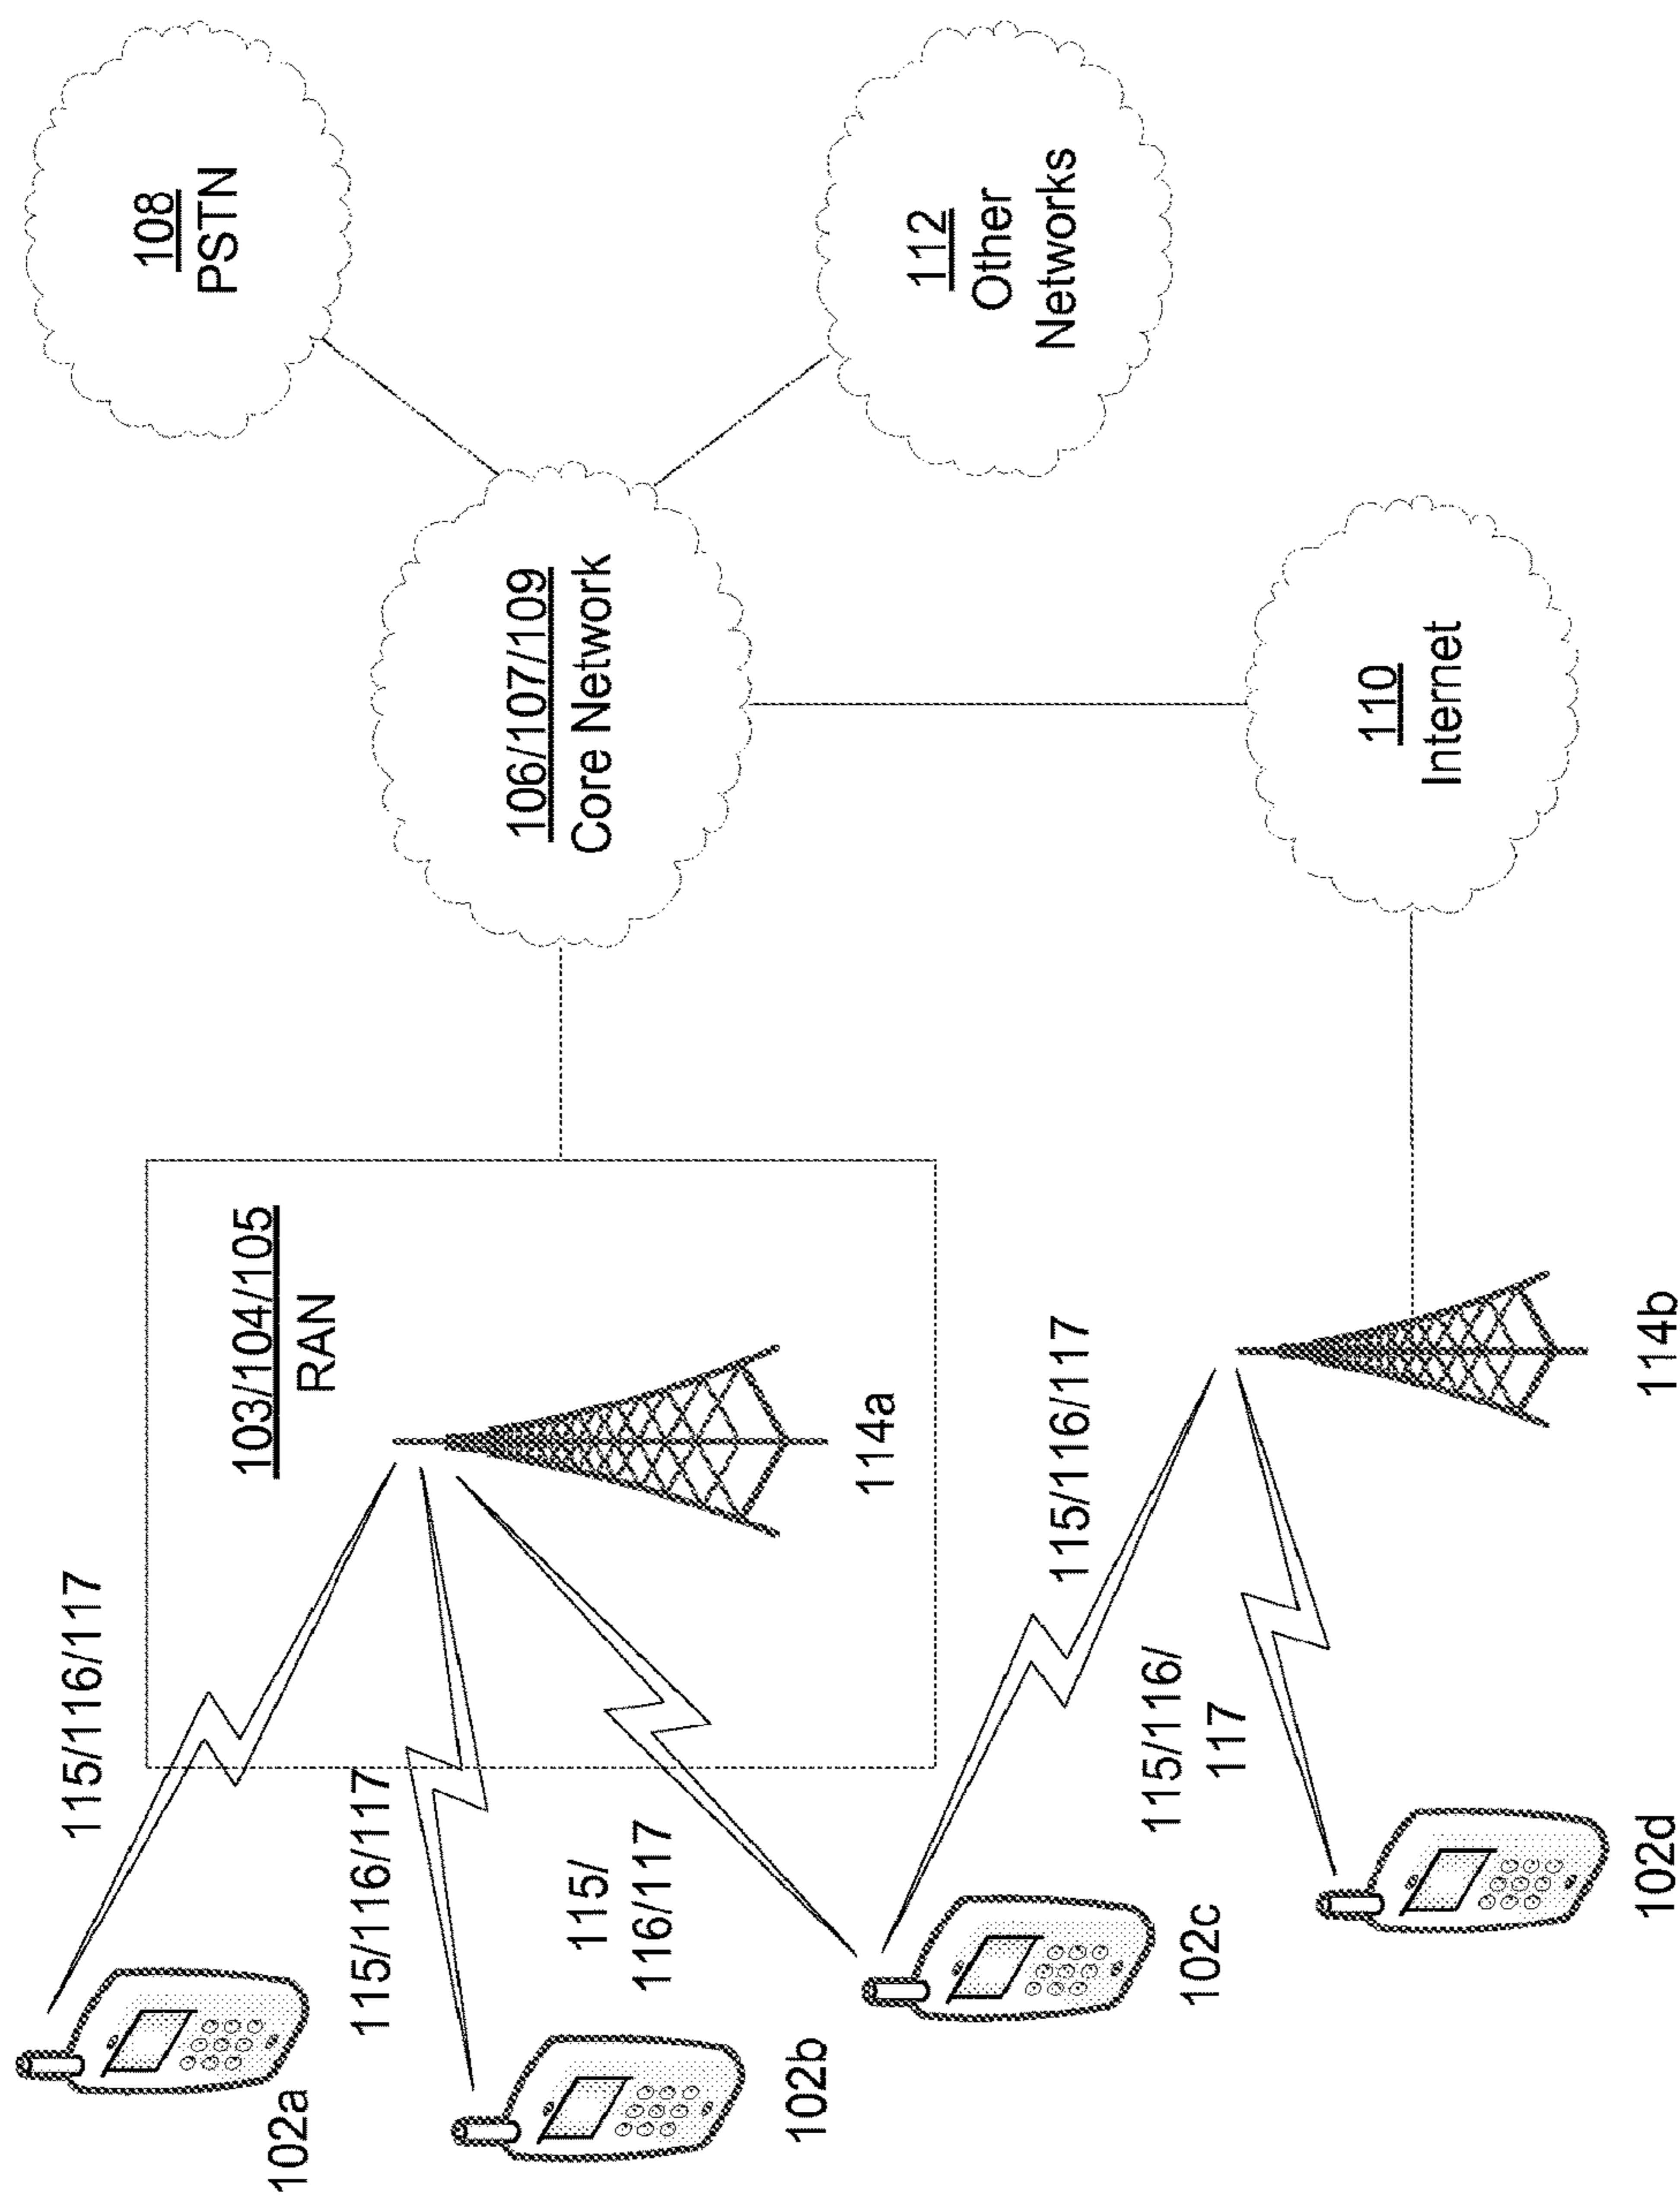 115/116/117
108
PSTN
103/104/105
RAN
102a
115/116/117
106/107/109
Core Network
115/
116/117
102b
114a
112
Other
Networks
115/116/117
115/116/
117
102c
110
Internet
102d
114b